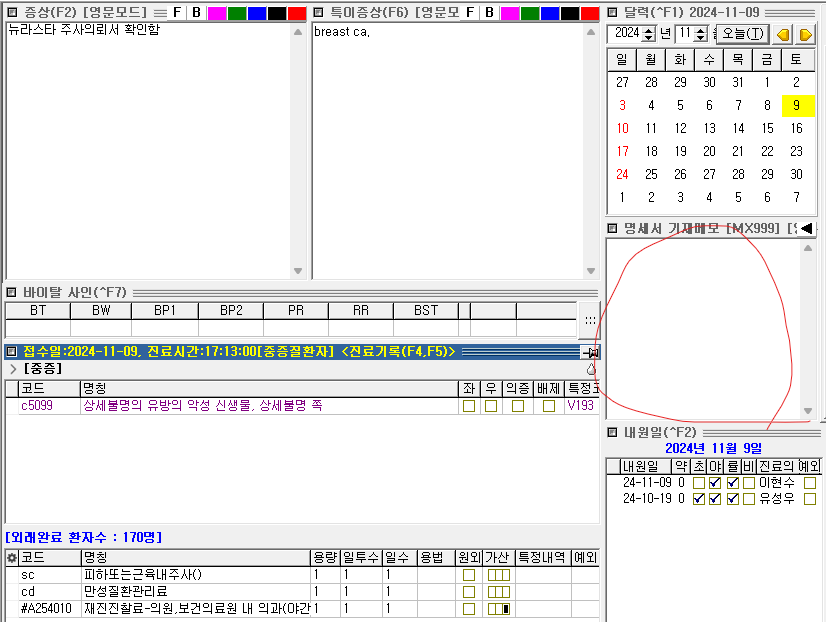 증상(F2) [영문모드] F B
특이증상(F6) [영문모 F B
달력(^F1) 2024-11-09
뉴라스타 주사의뢰서 확인함
breast ca,
2024 년 11 오늘(T)
일 월 화 수 목 금 토
27 28 29 30 31 1 2
3 4 5 6 7 8 9
10 11 12 13 14 15 16
17 18 19 20 21 22 23
24 25 26 27 28 29 30
1 2 3 4 5 6 7
명세서 기재메모 [MX999]
바이탈 사인(^F7)
BT BW BP1 BP2 PR RR BST
접수일:2024-11-09, 진료시간:17:13:00[중증질환자] <진료기록(F4,F5)>
[중증]
코드 명칭 좌 우 의증 배제 특정코
c5099 상세불명의 유방의 악성 신생물, 상세불명 쪽 V193
내원일(^F2)
2024년 11월 9일
내원일 약 초 야 률 비 진료의 예외
24-11-09 0 이현수
24-10-19 0 유성우
[외래완료 환자수 : 170명]
코드 명칭 용량 일투수 일수 용법 원외 가산 특정내역 예외
sc 피하또는근육내주사() 1 1 1
cd 만성질환관리료 1 1 1
#A254010 재진진찰료-의원,보건의료원 내 의과(야간 1 1 1